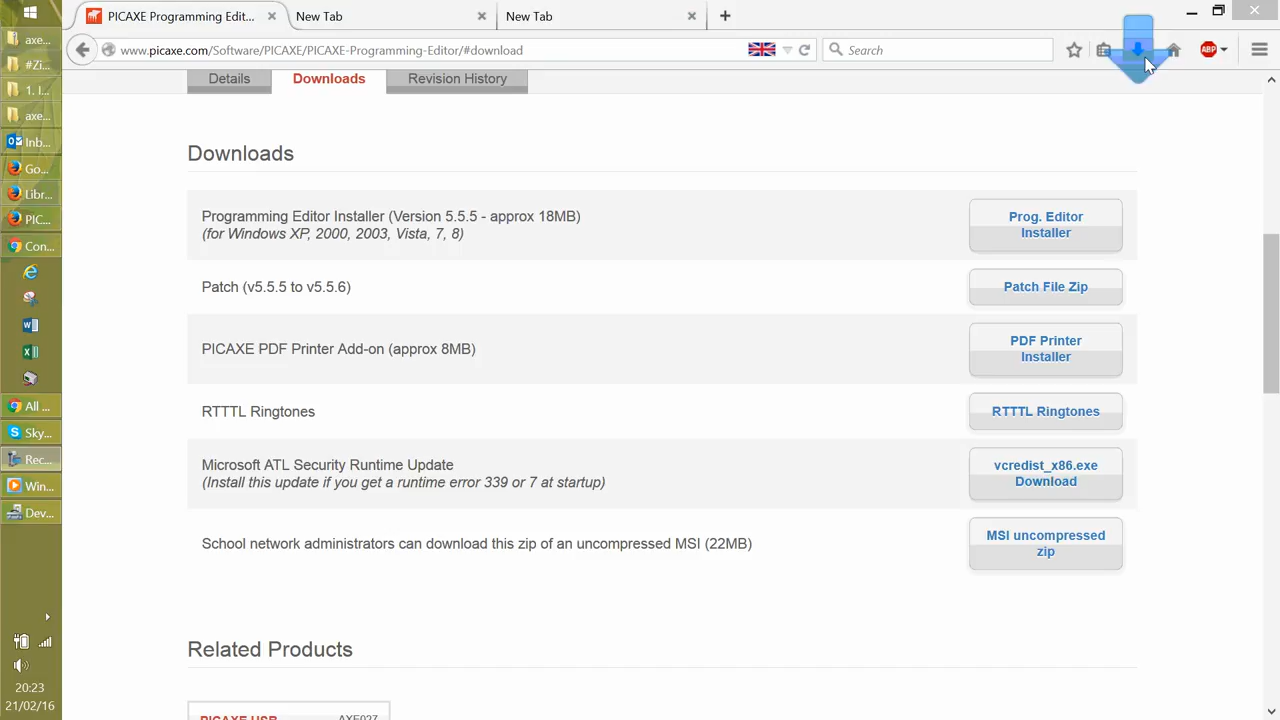 PICAXE Programming Edit...
New Tab
New Tab
www.picaxe.com/Software/PICAXE/PICAXE-Programming-Editor/#download
Search
ABP
Details
Downloads
Revision History
Downloads
Programming Editor Installer (Version 5.5.5 - approx 18MB)
(for Windows XP, 2000, 2003, Vista, 7, 8)
Prog. Editor
Installer
Patch (v5.5.5 to v5.5.6)
Patch File Zip
PICAXE PDF Printer Add-on (approx 8MB)
PDF Printer
Installer
RTTTL Ringtones
RTTTL Ringtones
Microsoft ATL Security Runtime Update
(Install this update if you get a runtime error 339 or 7 at startup)
vcredist_x86.exe
Download
School network administrators can download this zip of an uncompressed MSI (22MB)
MSI uncompressed
zip
Related Products
PICAXE USB
AXE027
axe...
#Zi...
1. I...
axe...
Inb...
Go...
Libr...
PIC...
Con...
All ...
Sky...
Rec...
Win...
Dev...
20:23
21/02/16